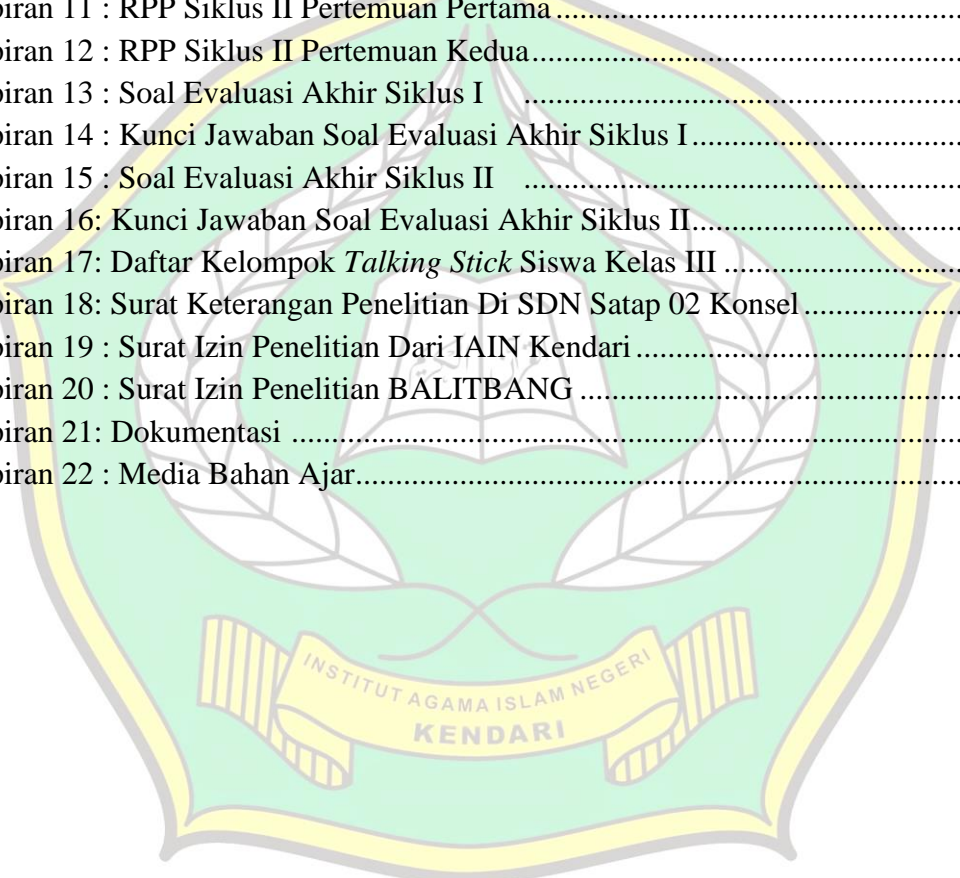 piran 11 : RPP Siklus II Pertemuan Pertama
piran 12 : RPP Siklus II Pertemuan Kedua
piran 13 : Soal Evaluasi Akhir Siklus I
piran 14 : Kunci Jawaban Soal Evaluasi Akhir Siklus I
piran 15 : Soal Evaluasi Akhir Siklus II
piran 16: Kunci Jawaban Soal Evaluasi Akhir Siklus II
piran 17: Daftar Kelompok Talking Stick Siswa Kelas III
piran 18: Surat Keterangan Penelitian Di SDN Satap 02 Konsel
piran 19 : Surat Izin Penelitian Dari IAIN Kendari
piran 20 : Surat Izin Penelitian BALITBANG
piran 21: Dokumentasi
piran 22 : Media Bahan Ajar
INSTITUT AGAMA ISLAM NEGERI
KENDARI